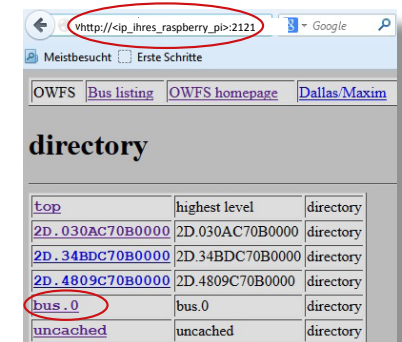 vhttp://<ip_ihres_raspberry_pi>:2121 Google
Meistbesucht Erste Schritte
OWFS Bus listing OWFS homepage Dallas/Maxim
directory
top highest level directory
2D.030AC70B0000 2D.030AC70B0000 directory
2D.34BDC70B0000 2D.34BDC70B0000 directory
2D.4809C70B0000 2D.4809C70B0000 directory
bus.0 bus.0 directory
uncached uncached directory